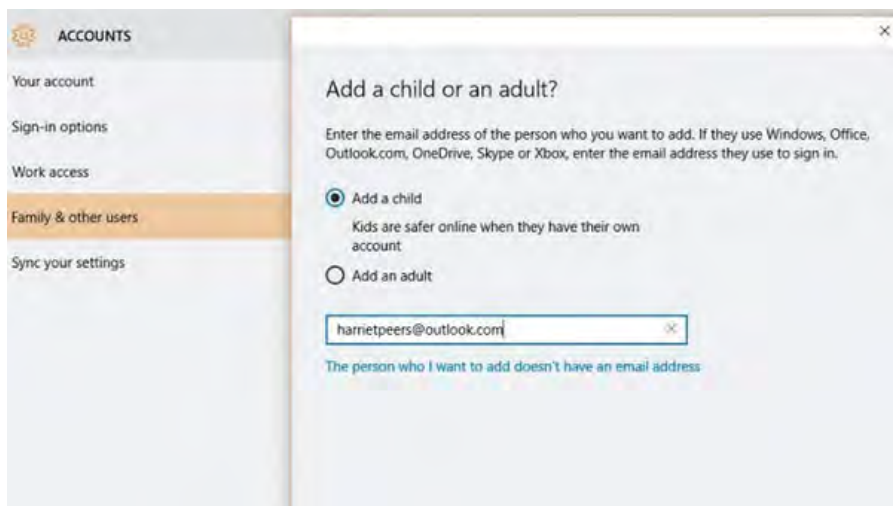 ACCOUNTS
Your account
Sign-in options
Work access
Family & other users
Sync your settings
Add a child or an adult?
Enter the email address of the person who you want to add. If they use Windows, Office,
Outlook.com, OneDrive, Skype or Xbox, enter the email address they use to sign in.
Add a child
Kids are safer online when they have their own
account
Add an adult
harrietpeers@outlook.com
The person who I want to add doesn't have an email address